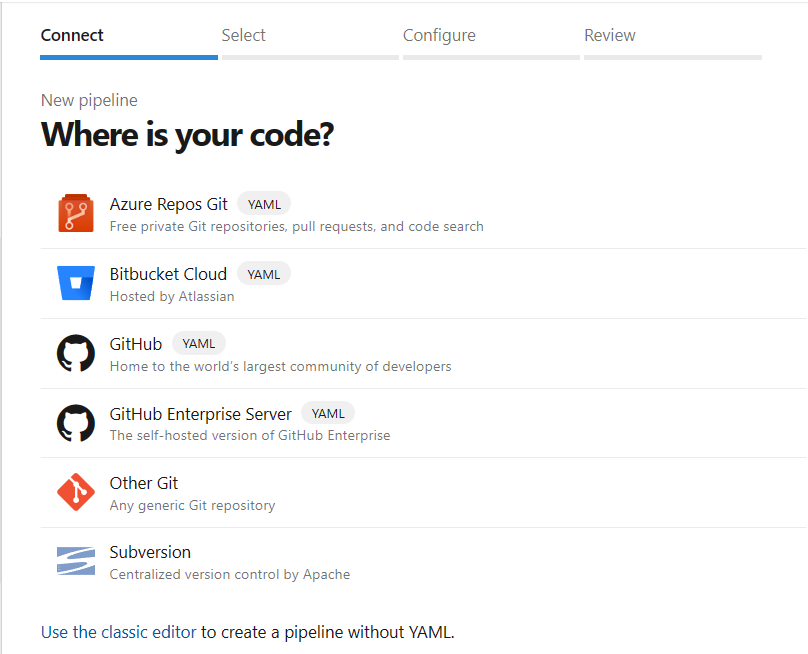 Connect Select Configure Review
New pipeline
Where is your code?
Azure Repos Git YAML
Free private Git repositories, pull requests, and code search
Bitbucket Cloud YAML
Hosted by Atlassian
GitHub YAML
Home to the world's largest community of developers
GitHub Enterprise Server YAML
The self-hosted version of GitHub Enterprise
Other Git
Any generic Git repository
Subversion
Centralized version control by Apache
Use the classic editor to create a pipeline without YAML.